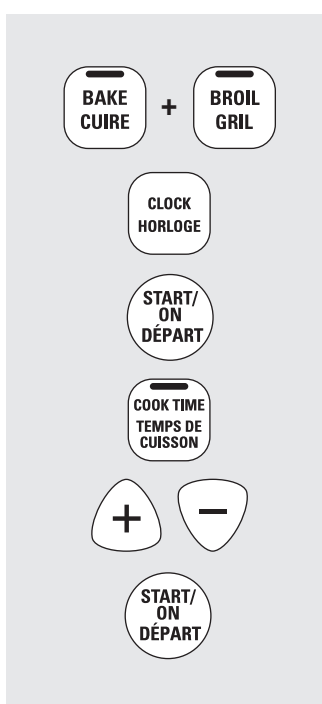 BAKE
CUIRE
+
BROIL
GRIL
CLOCK
HORLOGE
START/
ON
DÉPART
COOK TIME
TEMPS DE
CUISSON
+ −
START/
ON
DÉPART